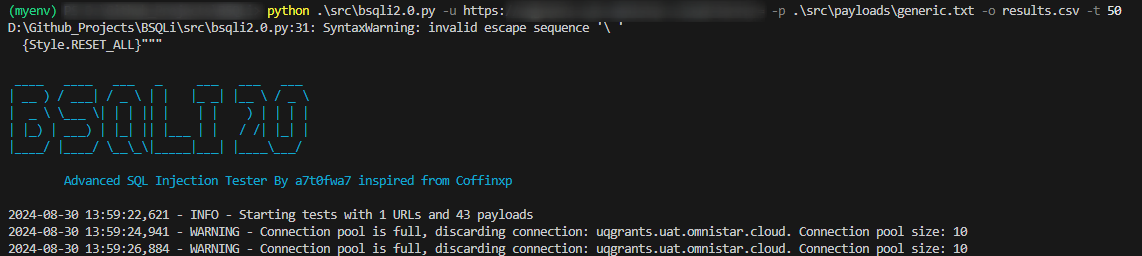 (myenv) python .\src\bsqli2.0.py -u https: -p .\src\payloads\generic.txt -o results.csv -t 50
D:\Github_Projects\BSQLi\src\bsqli2.0.py:31: SyntaxWarning: invalid escape sequence '\ '
{Style.RESET_ALL}"""
BSQLI20
Advanced SQL Injection Tester By a7t0fwa7 inspired from Coffinxp
2024-08-30 13:59:22,621 - INFO - Starting tests with 1 URLs and 43 payloads
2024-08-30 13:59:24,941 - WARNING - Connection pool is full, discarding connection: uqgrants.uat.omnistar.cloud. Connection pool size: 10
2024-08-30 13:59:26,884 - WARNING - Connection pool is full, discarding connection: uqgrants.uat.omnistar.cloud. Connection pool size: 10